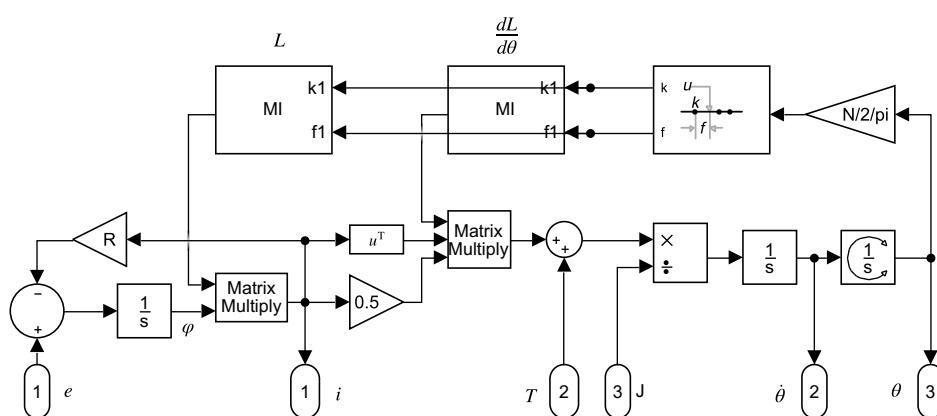 L
dL
dθ
MI
k1
f1
MI
k1
f1
k
f
u
k
f
N/2/pi
R
u^T
Matrix
Multiply
+
+
×
÷
1
s
1
s
−
+
1
s
φ
Matrix
Multiply
0.5
1
e
1
i
T
2
3
J
θ̇
2
θ
3